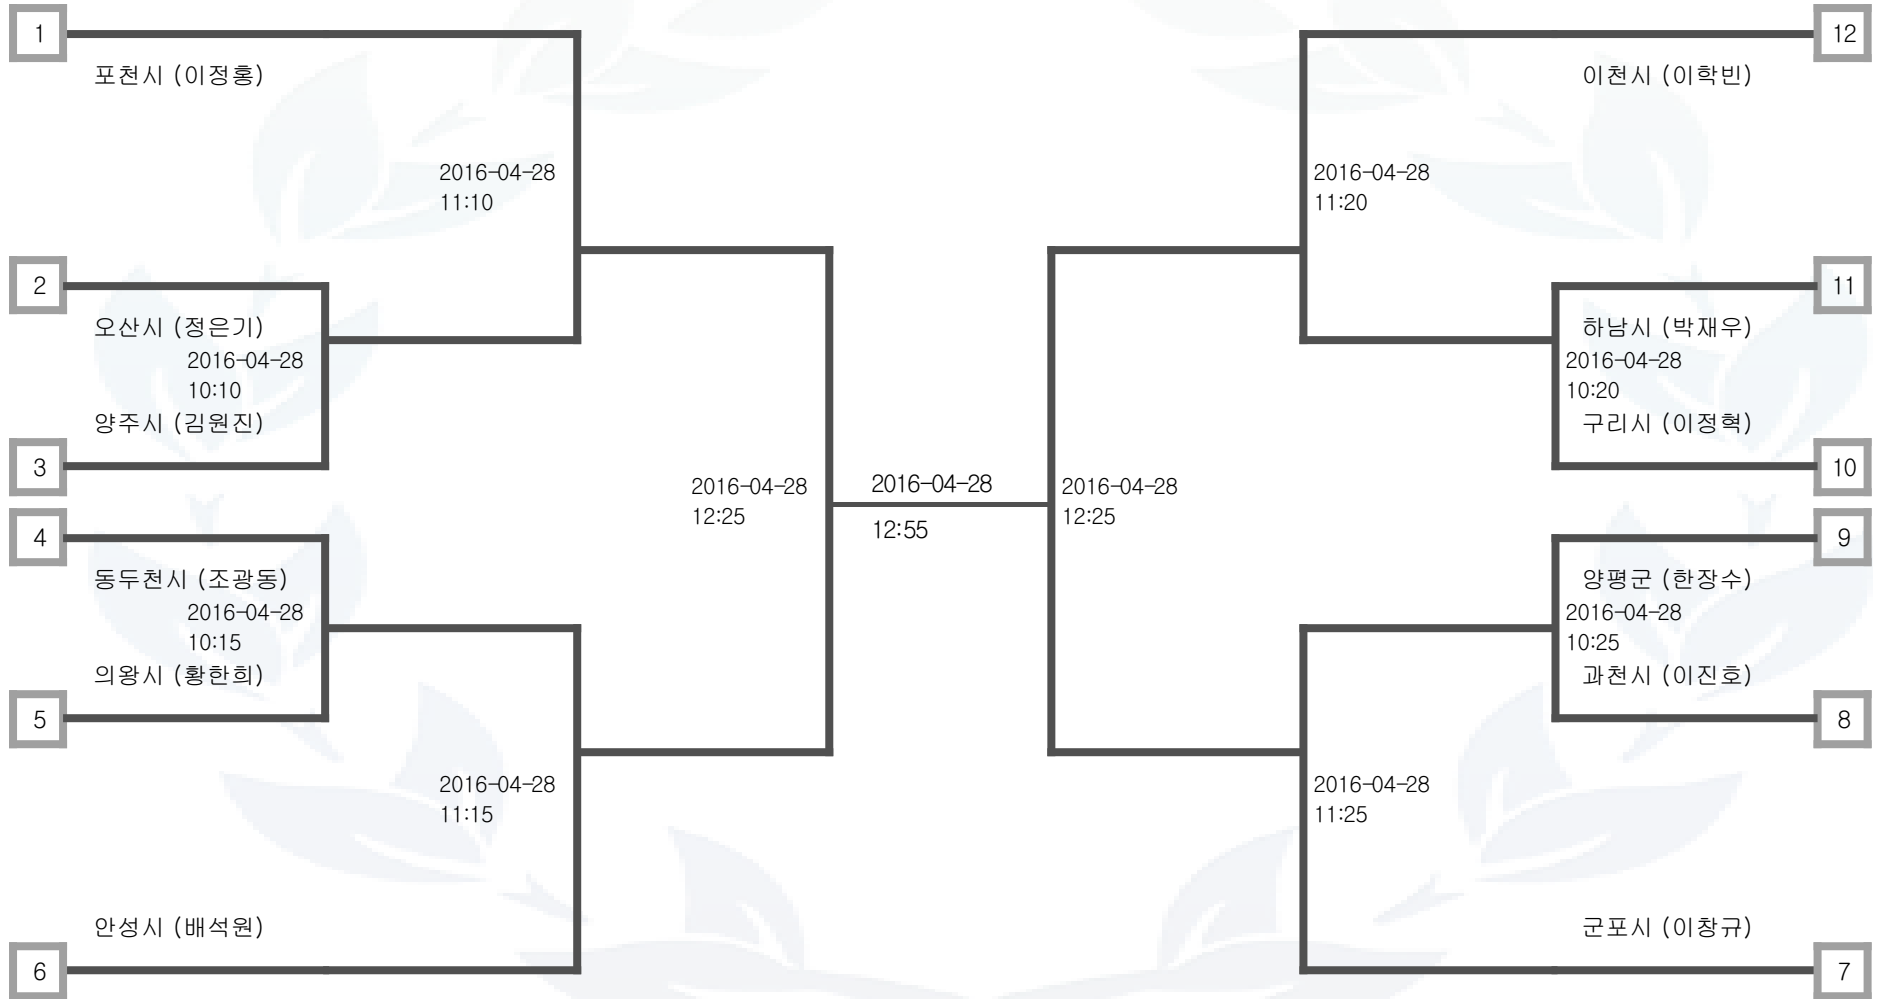 1
포천시 (이정홍)
2016-04-28
11:10
2
오산시 (정은기)
2016-04-28
10:10
양주시 (김원진)
3
4
동두천시 (조광동)
2016-04-28
10:15
의왕시 (황한희)
5
2016-04-28
11:15
안성시 (배석원)
6
2016-04-28
12:25
2016-04-28
12:55
2016-04-28
12:25
12
이천시 (이학빈)
2016-04-28
11:20
11
하남시 (박재우)
2016-04-28
10:20
구리시 (이정혁)
10
9
양평군 (한장수)
2016-04-28
10:25
과천시 (이진호)
8
2016-04-28
11:25
군포시 (이창규)
7